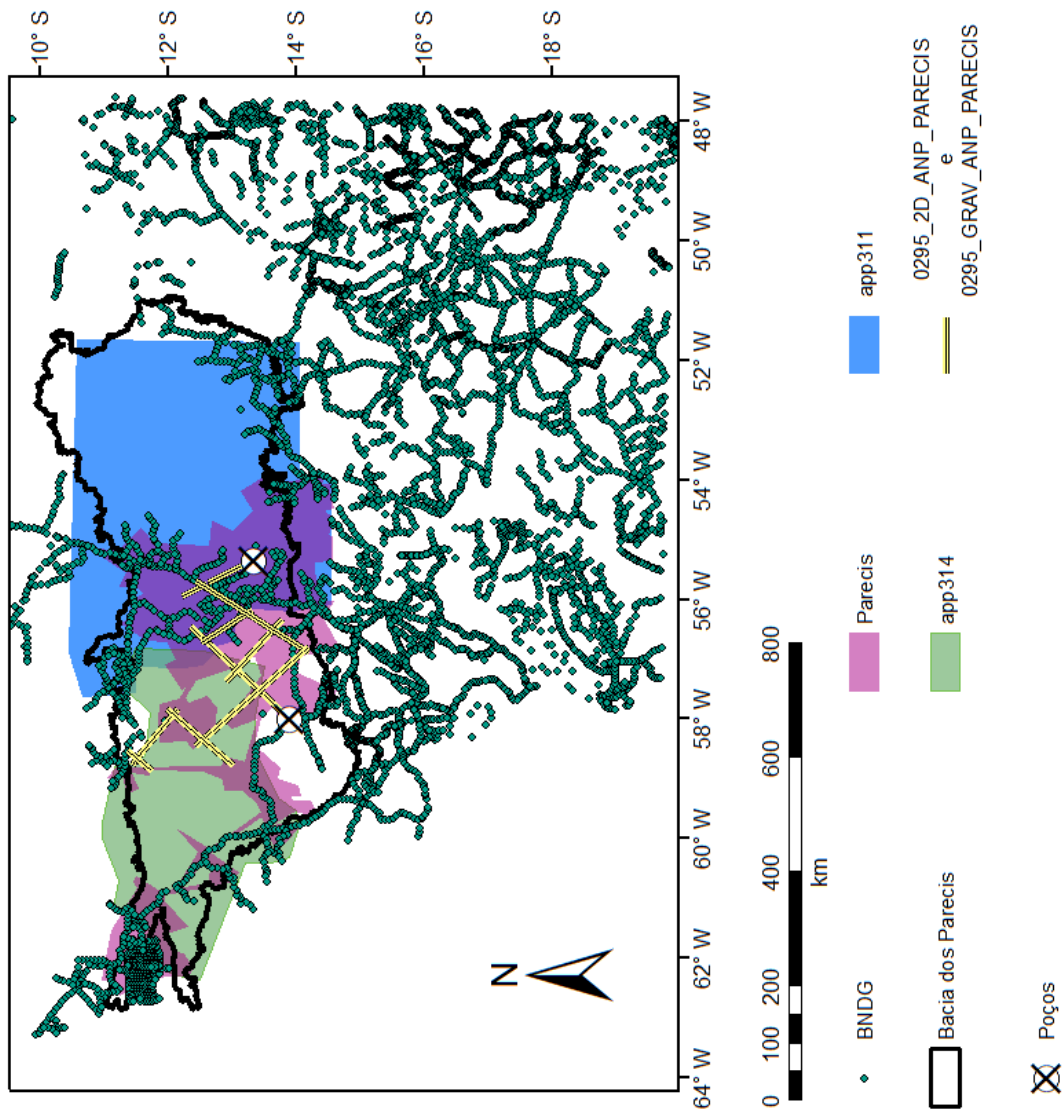 10° S
12° S
14° S
16° S
18° S
64° W
62° W
60° W
58° W
56° W
54° W
52° W
50° W
48° W
N
0
100
200
400
600
800
km
BNDG
Parecis
app311
Bacia dos Parecis
app314
0295_2D_ANP_PARECIS
e
0295_GRAV_ANP_PARECIS
Poços